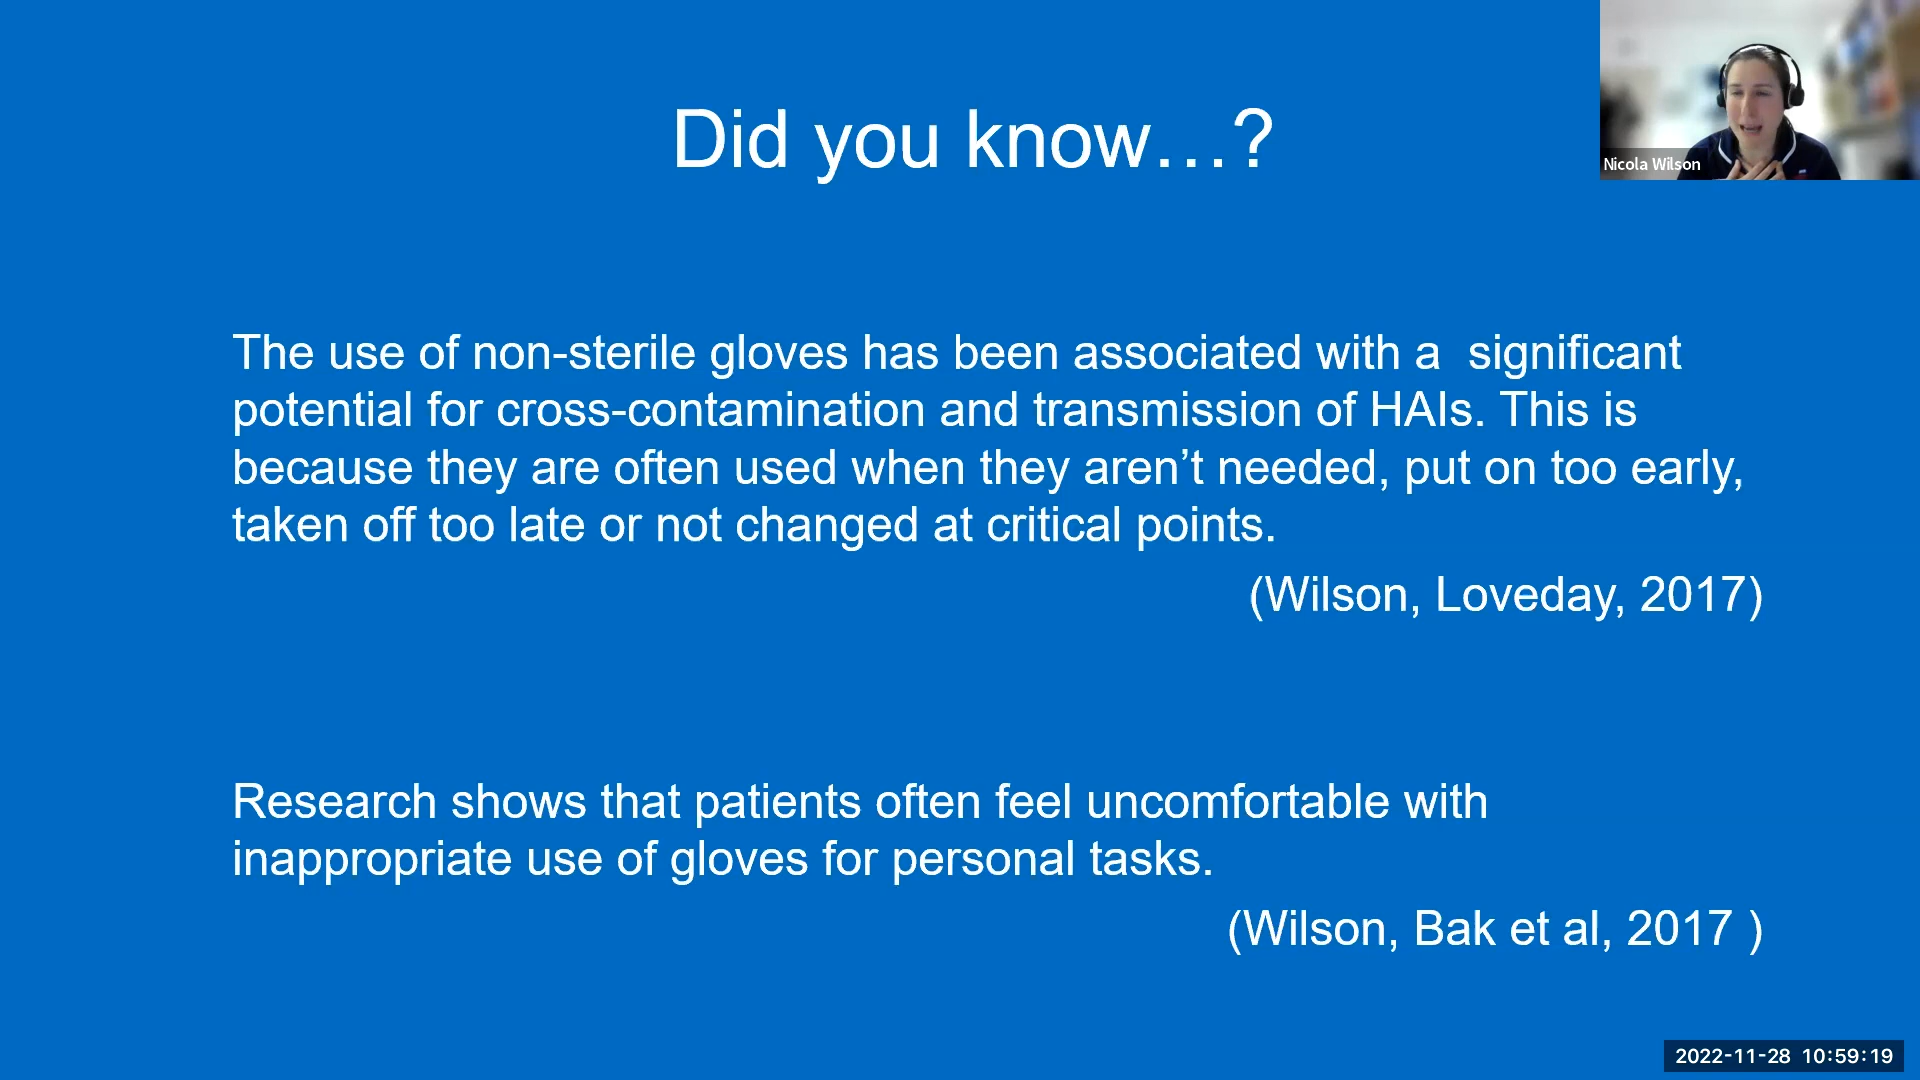 Did you know…?
Nicola Wilson
The use of non-sterile gloves has been associated with a  significant
potential for cross-contamination and transmission of HAIs. This is
because they are often used when they aren’t needed, put on too early,
taken off too late or not changed at critical points.
(Wilson, Loveday, 2017)
Research shows that patients often feel uncomfortable with
inappropriate use of gloves for personal tasks.
(Wilson, Bak et al, 2017 )
2022-11-28 10:59:19